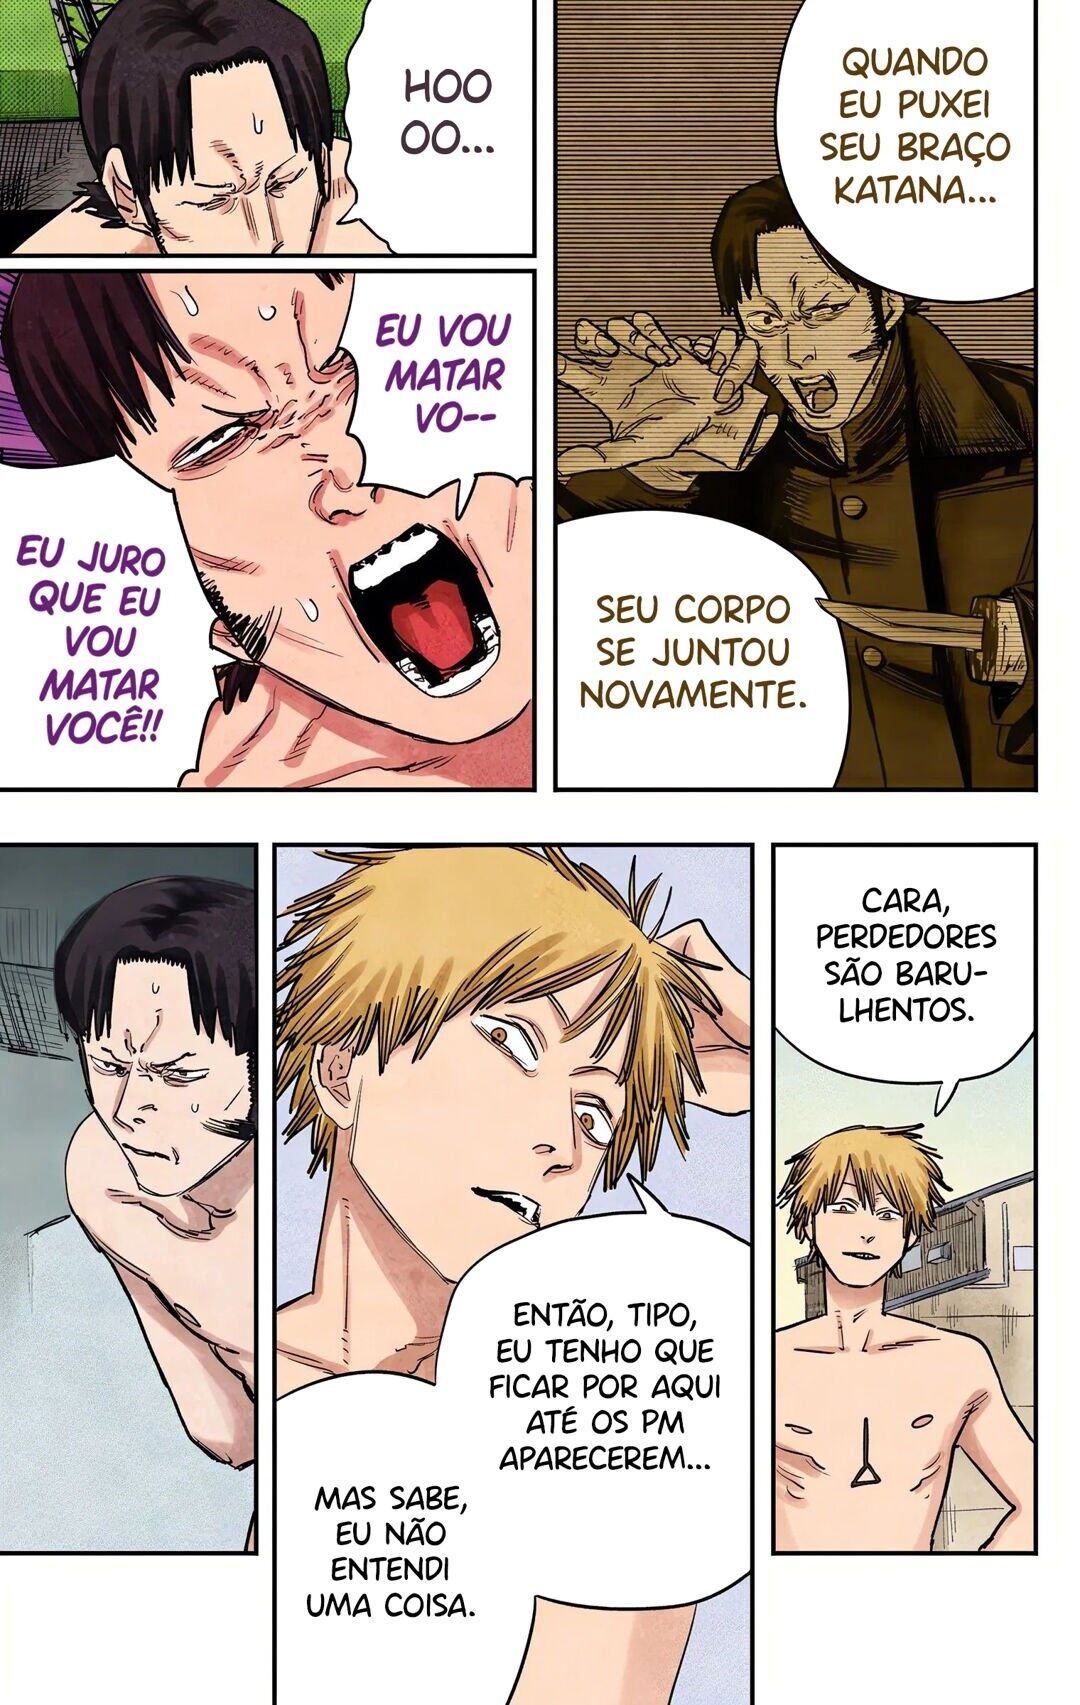 QUANDO
EU PUXEI
SEU BRAÇO
KATANA...
SEU CORPO
SE JUNTOU
NOVAMENTE.
HOO
OO...
EU VOU
MATAR
VO--
EU JURO
QUE EU
VOU
MATAR
VOCÊ!!
CARA,
PERDEDORES
SÃO BARU-
LHENTOS.
ENTÃO, TIPO,
EU TENHO QUE
FICAR POR AQUI
ATÉ OS PM
APARECEREM...
MAS SABE,
EU NÃO
ENTENDI
UMA COISA.